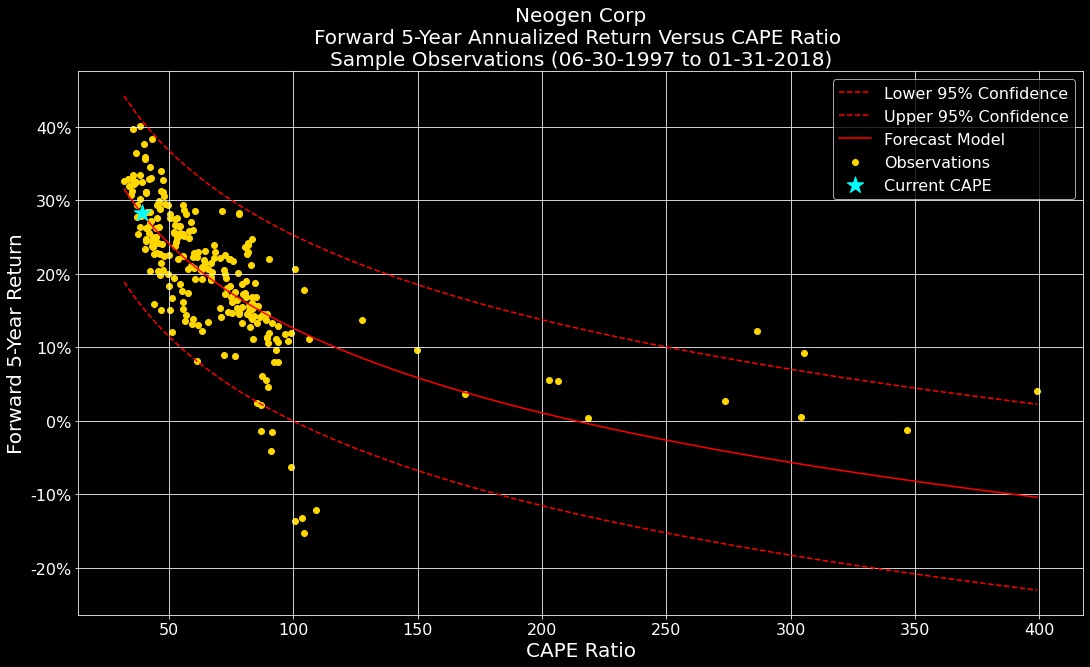 Neogen Corp
Forward 5-Year Annualized Return Versus CAPE Ratio
Sample Observations (06-30-1997 to 01-31-2018)
Lower 95% Confidence
Upper 95% Confidence
Forecast Model
Observations
Current CAPE
Forward 5-Year Return
40%
30%
20%
10%
0%
-10%
-20%
50 100 150 200 250 300 350 400
CAPE Ratio